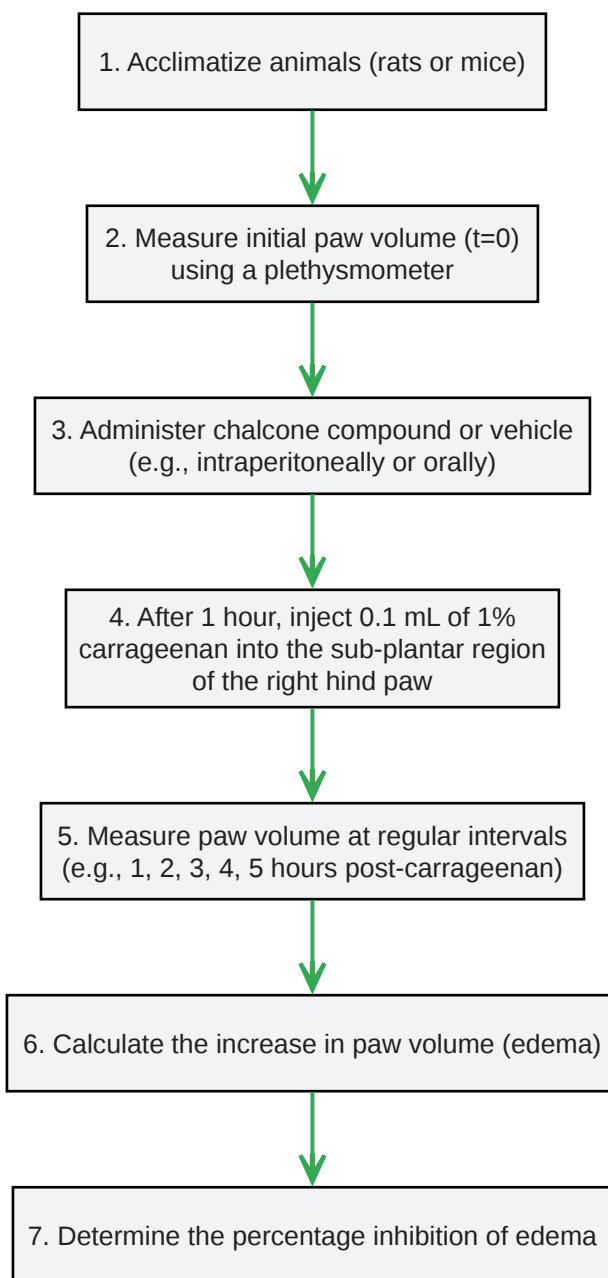 1. Acclimatize animals (rats or mice)
2. Measure initial paw volume (t=0)
using a plethysmometer
3. Administer chalcone compound or vehicle
(e.g., intraperitoneally or orally)
4. After 1 hour, inject 0.1 mL of 1%
carrageenan into the sub-plantar region
of the right hind paw
5. Measure paw volume at regular intervals
(e.g., 1, 2, 3, 4, 5 hours post-carrageenan)
6. Calculate the increase in paw volume (edema)
7. Determine the percentage inhibition of edema